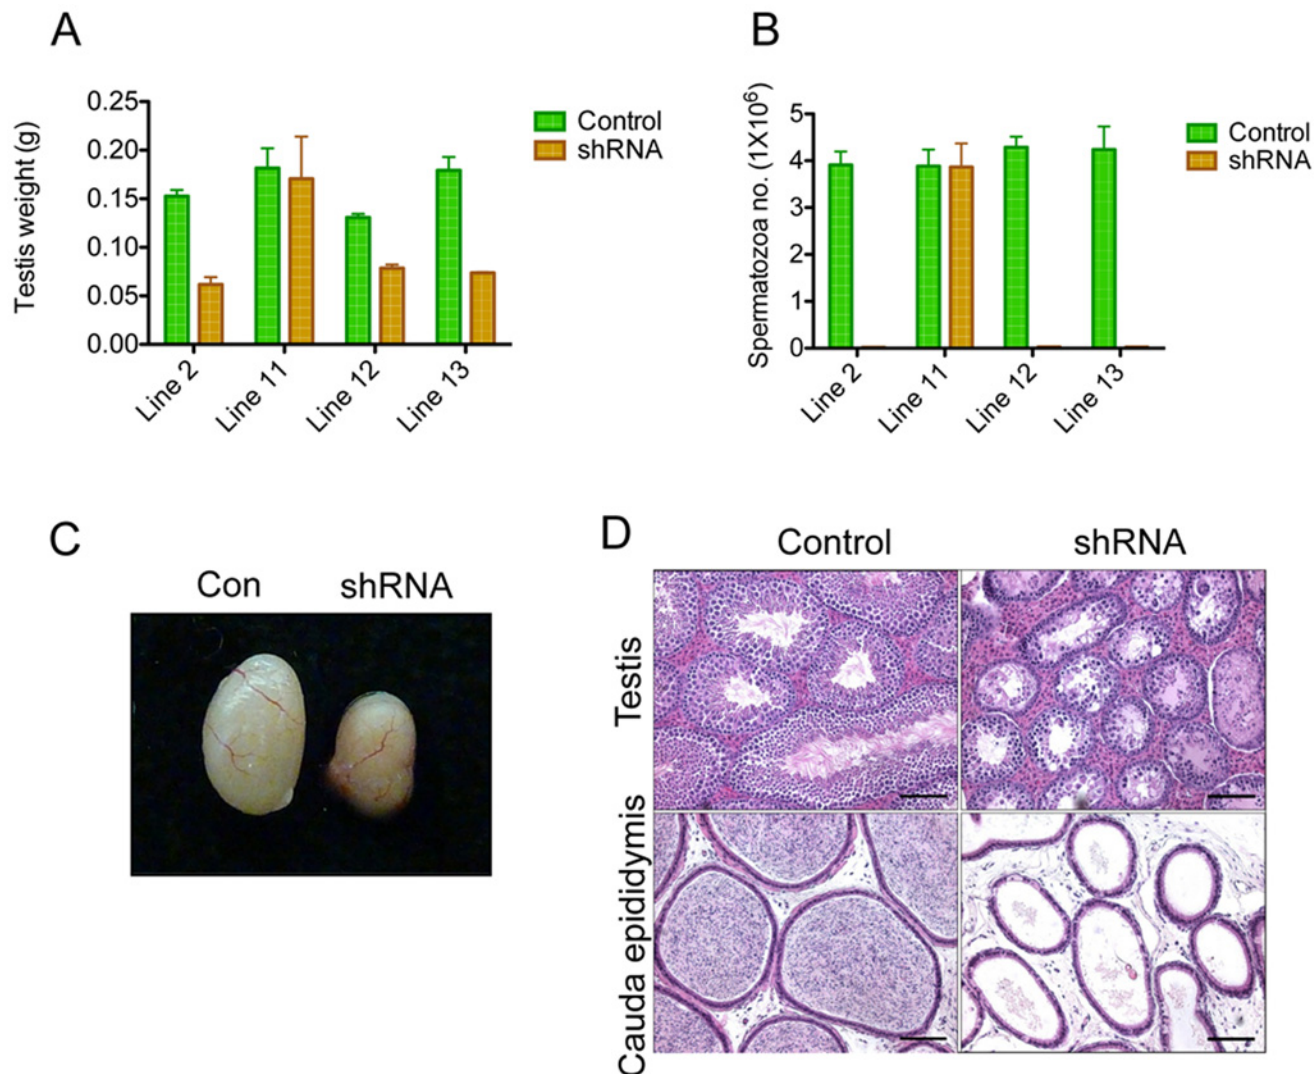 A
Testis weight (g)
0.25
0.20
0.15
0.10
0.05
0.00
Line 2
Line 11
Line 12
Line 13
Control
shRNA
B
Spermatozoa no. (1X10⁶)
5
4
3
2
1
0
Line 2
Line 11
Line 12
Line 13
Control
shRNA
C
Con shRNA
D
Control shRNA
Testis
Cauda epididymis